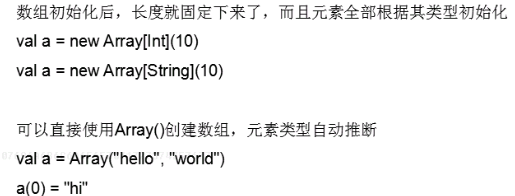 数组初始化后，长度就固定下来了，而且元素全部根据其类型初始化
val a = new Array[Int](10)
val a = new Array[String](10)
可以直接使用Array()创建数组，元素类型自动推断
val a = Array("hello", "world")
a(0) = "hi"